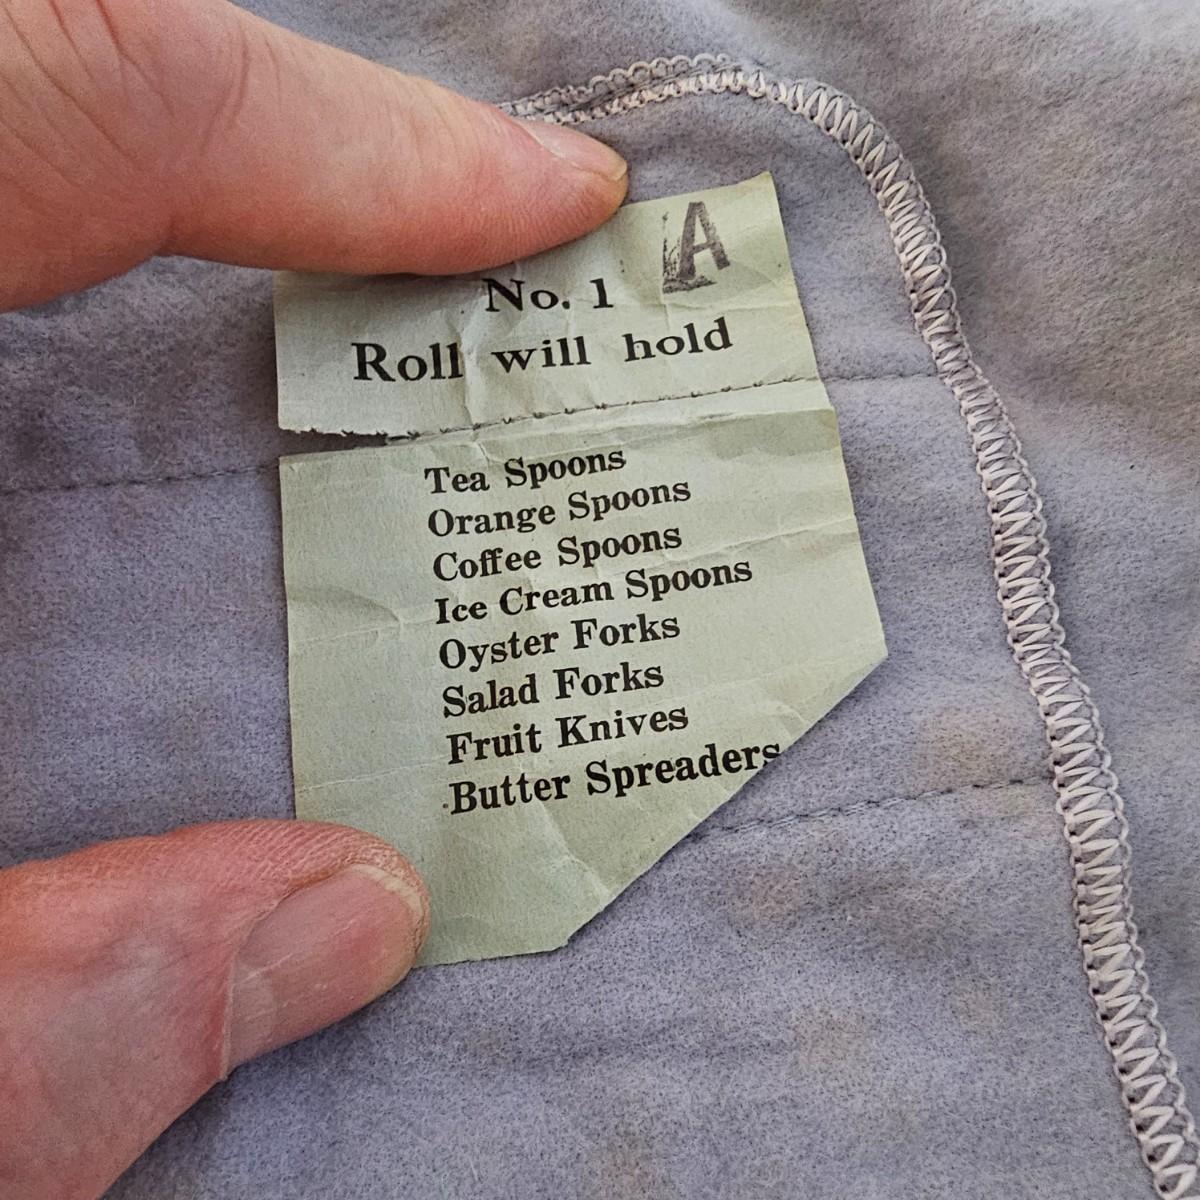 A
No. 1
Roll will hold
Tea Spoons
Orange Spoons
Coffee Spoons
Ice Cream Spoons
Oyster Forks
Salad Forks
Fruit Knives
Butter Spreaders